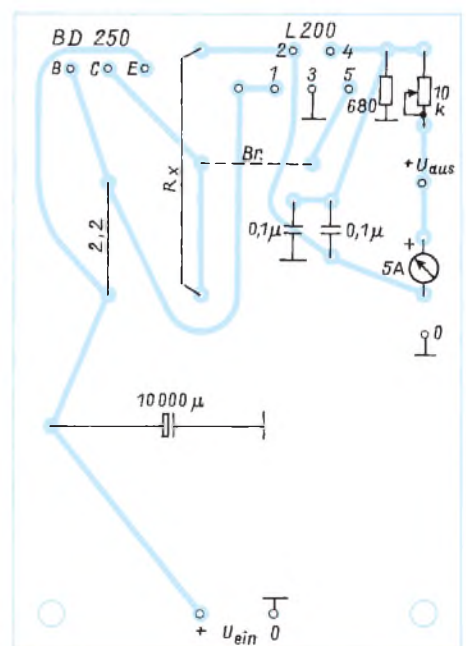 BD 250
L200
B
C
E
2
4
1
3
5
680
10
k
Rx
Br.
+ Uaus
2,2
0,1µ
0,1µ
+
5A
0
10000 µ
+ Uein 0